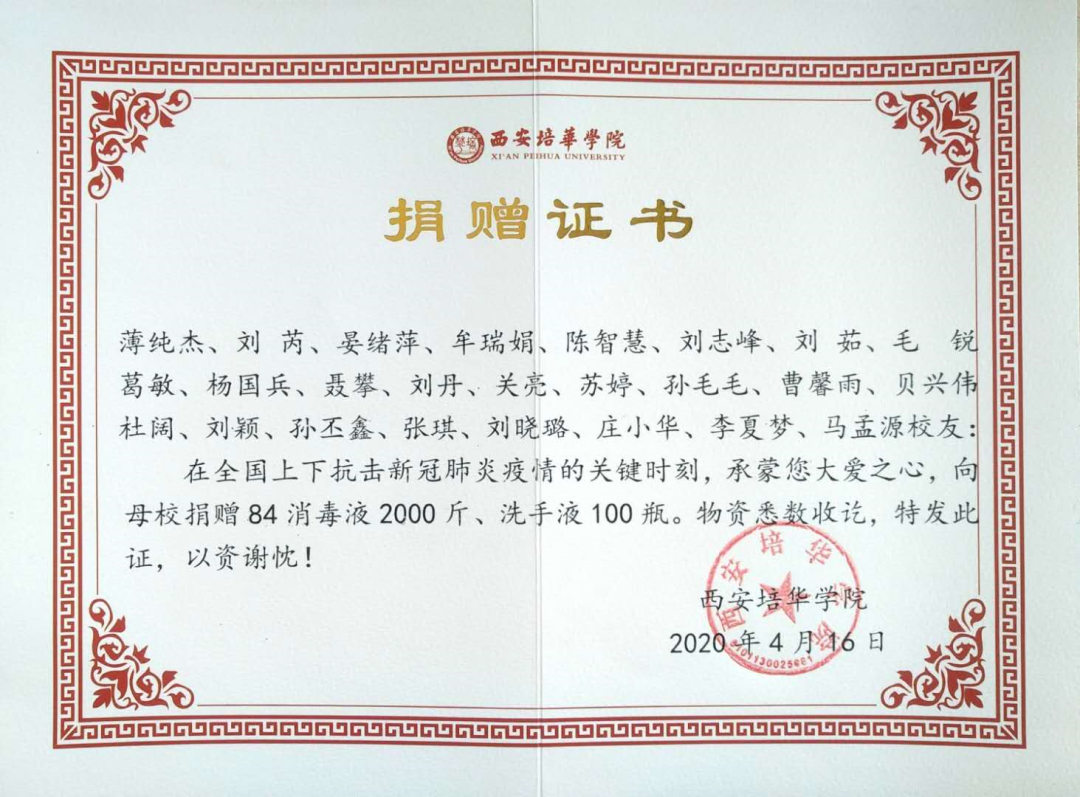 西安培華學院
XI'AN PEIHUA UNIVERSITY
捐赠证书
薄纯杰、刘 芮、晏绪萍、牟瑞娟、陈智慧、刘志峰、刘 茹、毛 锐
葛敏、杨国兵、聂攀、刘丹、关亮、苏婷、孙毛毛、曹馨雨、贝兴伟
杜阔、刘颖、孙丕鑫、张琪、刘晓璐、庄小华、李夏梦、马孟源校友：
在全国上下抗击新冠肺炎疫情的关键时刻，承蒙您大爱之心，向
母校捐赠84消毒液2000斤、洗手液100瓶。物资悉数收讫，特发此
证，以资谢忱！
西安培华学院
2020年4月16日
西安培华学院